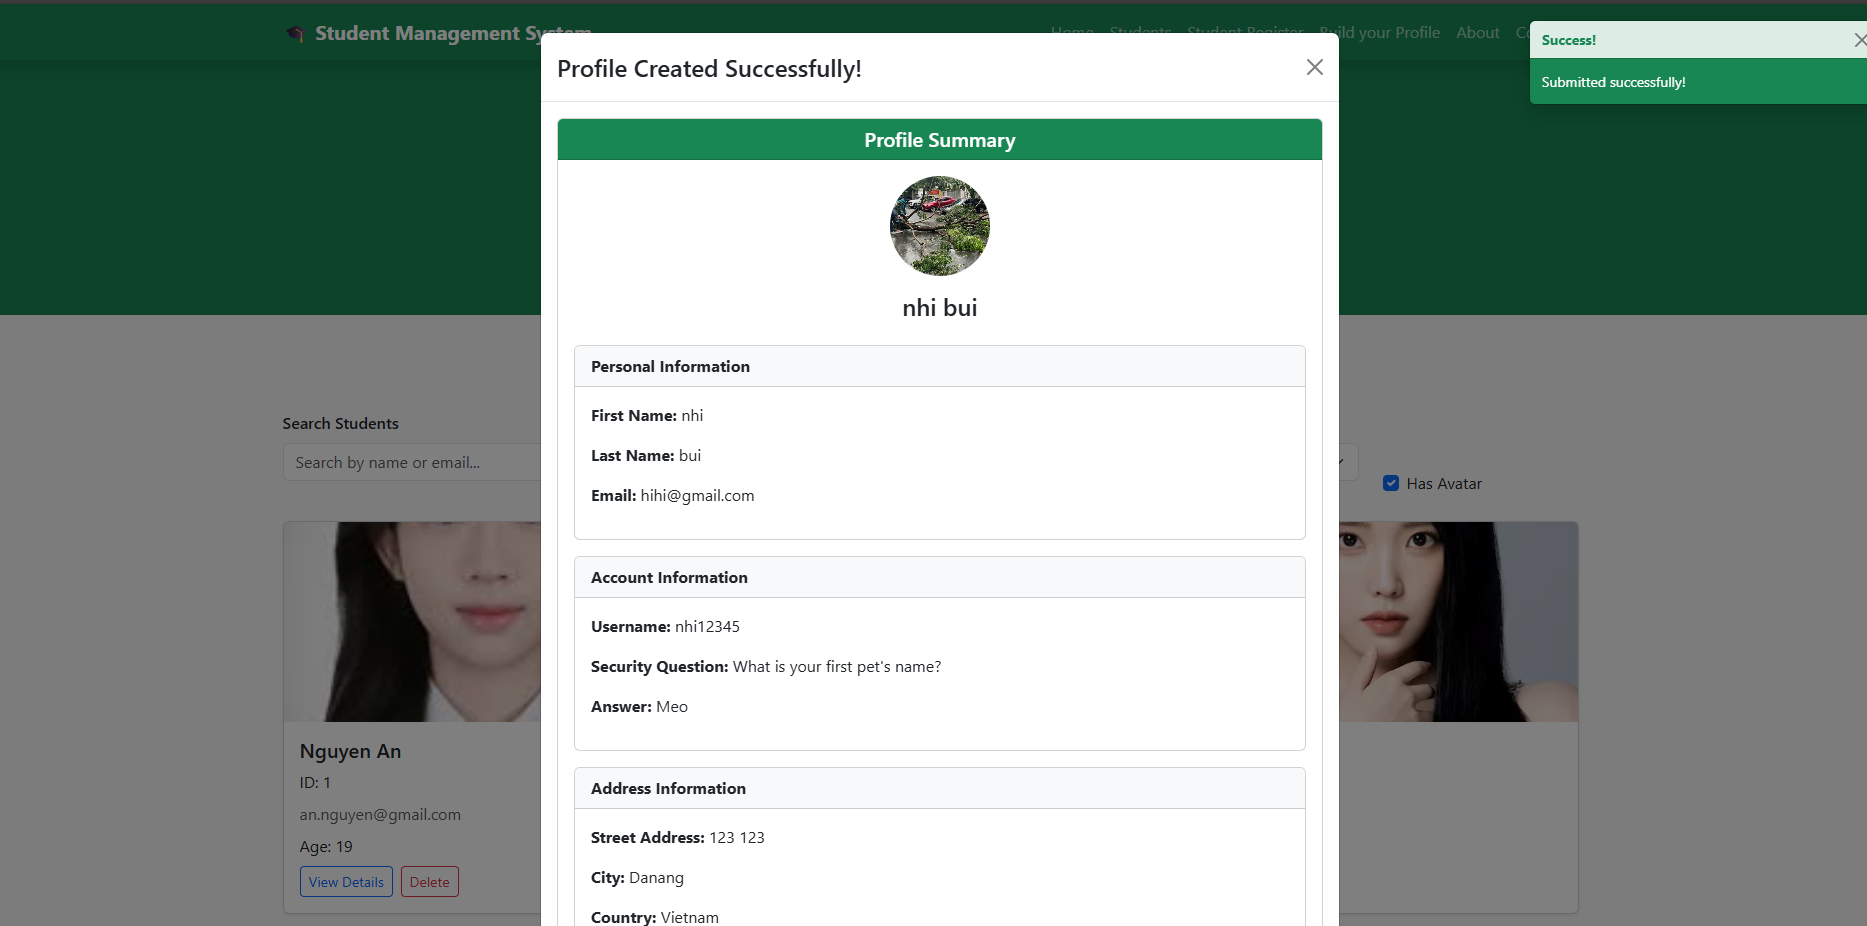 Student Management System
Home Students Student Register Build your Profile About
Success!
Submitted successfully!
Profile Created Successfully!
Profile Summary
nhi bui
Personal Information
First Name: nhi
Last Name: bui
Email: hihi@gmail.com
Account Information
Username: nhi12345
Security Question: What is your first pet's name?
Answer: Meo
Address Information
Street Address: 123 123
City: Danang
Country: Vietnam
Search Students
Search by name or email...
Has Avatar
Nguyen An
ID: 1
an.nguyen@gmail.com
Age: 19
View Details Delete